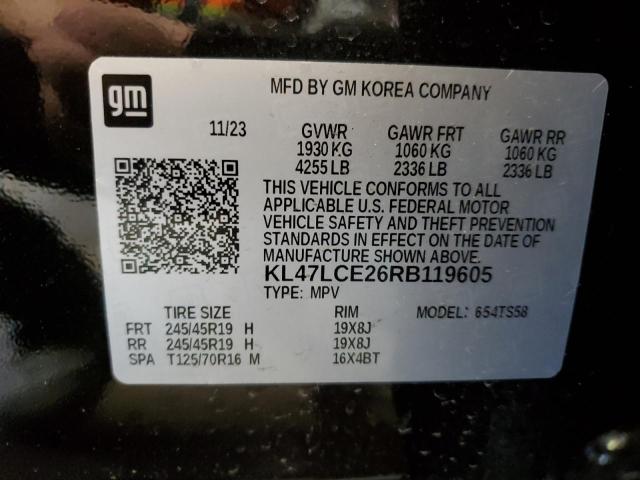 gm
MFD BY GM KOREA COMPANY
11/23 GVWR GAWR FRT GAWR RR
1930 KG 1060 KG 1060 KG
4255 LB 2336 LB 2336 LB
THIS VEHICLE CONFORMS TO ALL
APPLICABLE U.S. FEDERAL MOTOR
VEHICLE SAFETY AND THEFT PREVENTION
STANDARDS IN EFFECT ON THE DATE OF
MANUFACTURE SHOWN ABOVE.
KL47LCE26RB119605
TYPE: MPV
TIRE SIZE RIM MODEL: 654TS58
FRT 245/45R19 H 19X8J
RR 245/45R19 H 19X8J
SPA T125/70R16 M 16X4BT